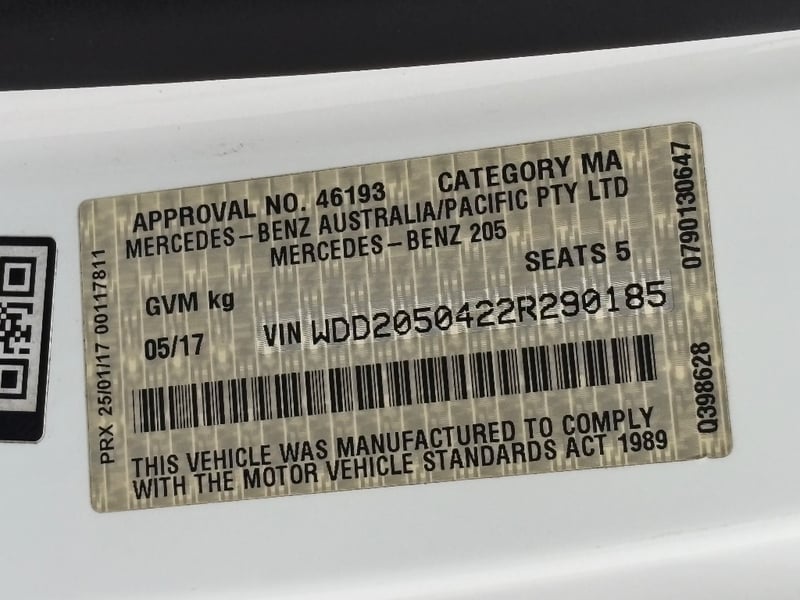 APPROVAL NO. 46193 CATEGORY MA
MERCEDES-BENZ AUSTRALIA/PACIFIC PTY LTD
MERCEDES-BENZ 205
SEATS 5
GVM kg
05/17
VIN WDD2050422R290185
THIS VEHICLE WAS MANUFACTURED TO COMPLY
WITH THE MOTOR VEHICLE STANDARDS ACT 1989
PRX 25/01/17 00117811
0790130647
Q398628